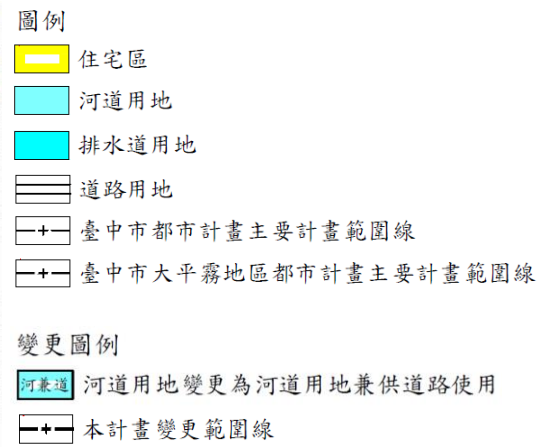 圖例
住宅區
河道用地
排水道用地
道路用地
臺中市都市計畫主要計畫範圍線
臺中市大平霧地區都市計畫主要計畫範圍線
變更圖例
河兼道 河道用地變更為河道用地兼供道路使用
本計畫變更範圍線